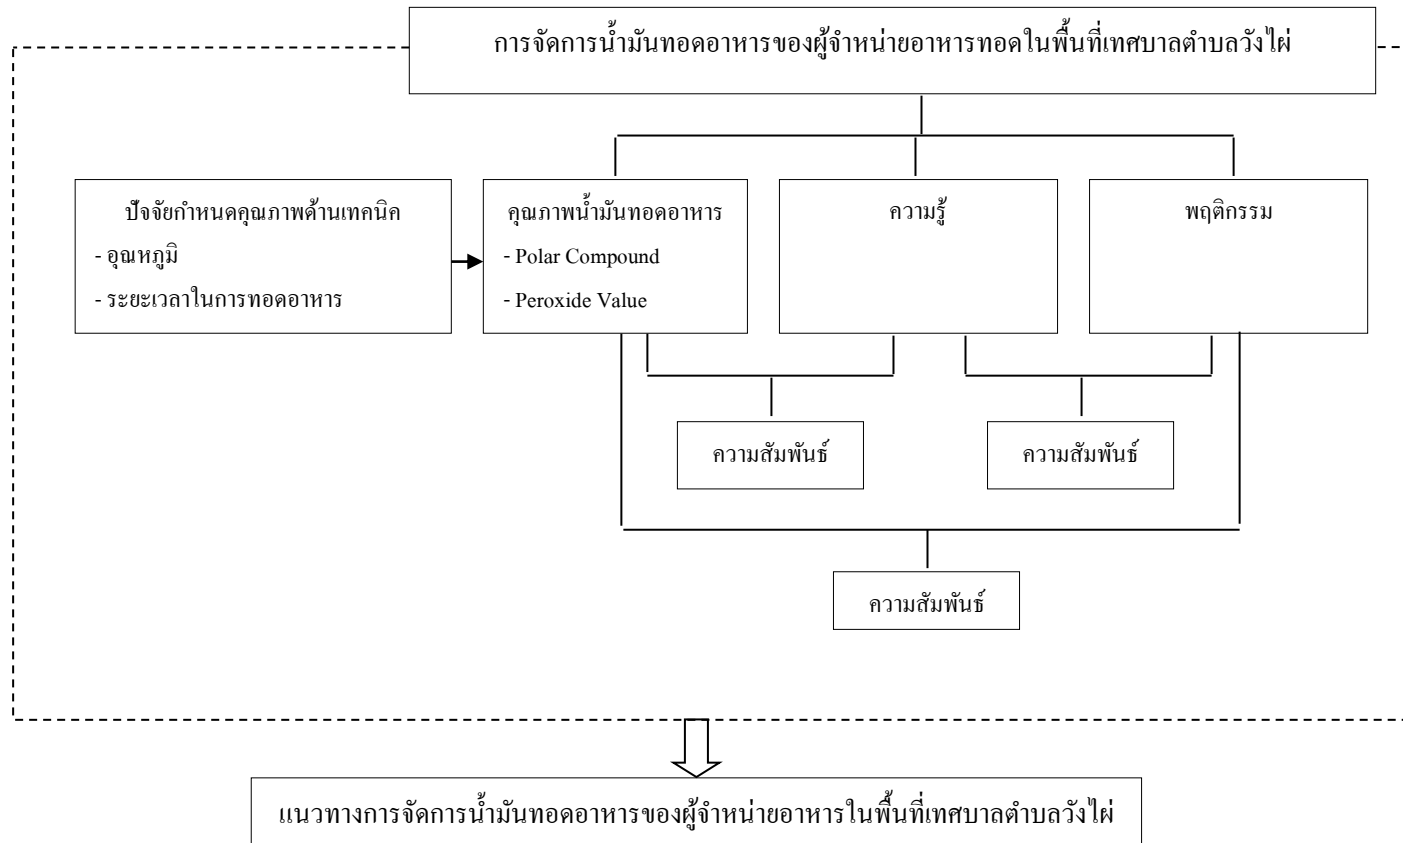 การจัดการน้ำมันทอดอาหารของผู้จำหน่ายอาหารทอดในพื้นที่เทศบาลตำบลวังไผ่
ปัจจัยกำหนดคุณภาพด้านเทคนิค
- อุณหภูมิ
- ระยะเวลาในการทอดอาหาร
คุณภาพน้ำมันทอดอาหาร
- Polar Compound
- Peroxide Value
ความรู้
พฤติกรรม
ความสัมพันธ์
ความสัมพันธ์
ความสัมพันธ์
แนวทางการจัดการน้ำมันทอดอาหารของผู้จำหน่ายอาหารในพื้นที่เทศบาลตำบลวังไผ่